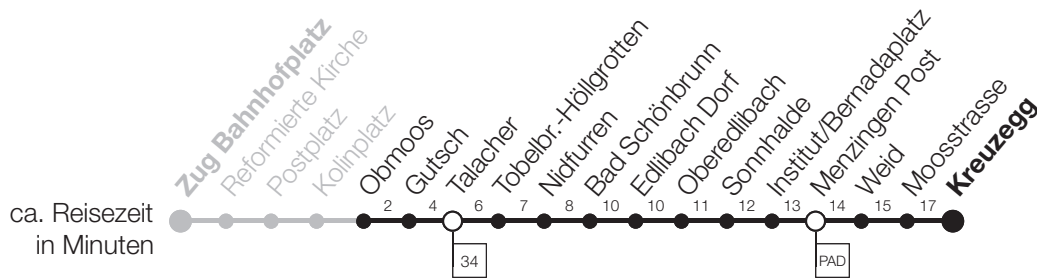 Zug Bahnhofplatz
Reformierte Kirche
Postplatz
Kolinplatz
Obmoos
Gutsch
Talacher
Tobelbr.-Höllgrotten
Nidfurren
Bad Schönbrunn
Edlibach Dorf
Oberedlibach
Sonnhalde
Institut/Bernadaplatz
Menzingen Post
Weid
Moosstrasse
Kreuzegg
ca. Reisezeit
in Minuten
2 4 6 7 8 10 10 11 12 13 14 15 17
34
PAD